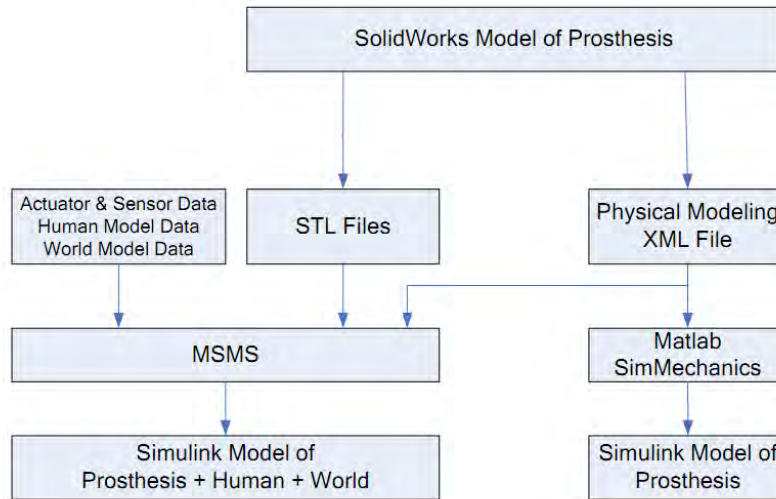 SolidWorks Model of Prosthesis
Actuator & Sensor Data
Human Model Data
World Model Data
STL Files
Physical Modeling
XML File
MSMS
Matlab
SimMechanics
Simulink Model of
Prosthesis + Human + World
Simulink Model of
Prosthesis